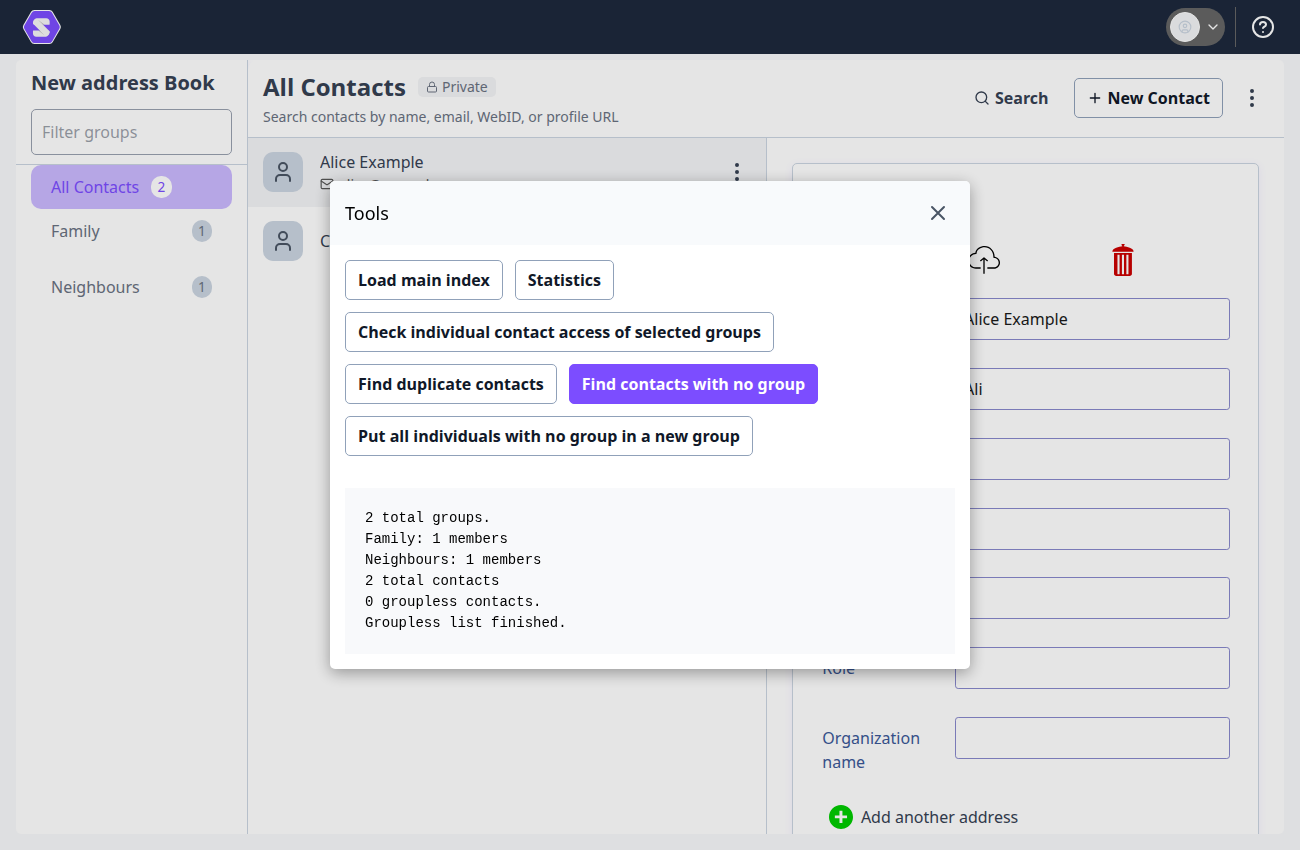 New address Book
Filter groups
All Contacts 2
Family 1
Neighbours 1
All Contacts Private
Search contacts by name, email, WebID, or profile URL
Search
+ New Contact
Alice Example
Tools
Load main index
Statistics
Check individual contact access of selected groups
Find duplicate contacts
Find contacts with no group
Put all individuals with no group in a new group
2 total groups.
Family: 1 members
Neighbours: 1 members
2 total contacts
0 groupless contacts.
Groupless list finished.
Alice Example
Ali
Role
Organization
name
Add another address